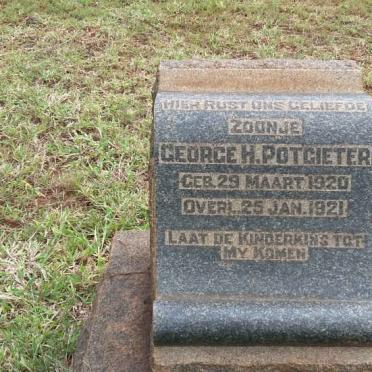 HIER RUST ONS GELIEFDE
ZOONJE
GEORGE H. POTGIETER
GEB. 29 MAART 1920
OVERL. 25 JAN. 1921
LAAT DE KINDERKINS TOT
MY KOMEN